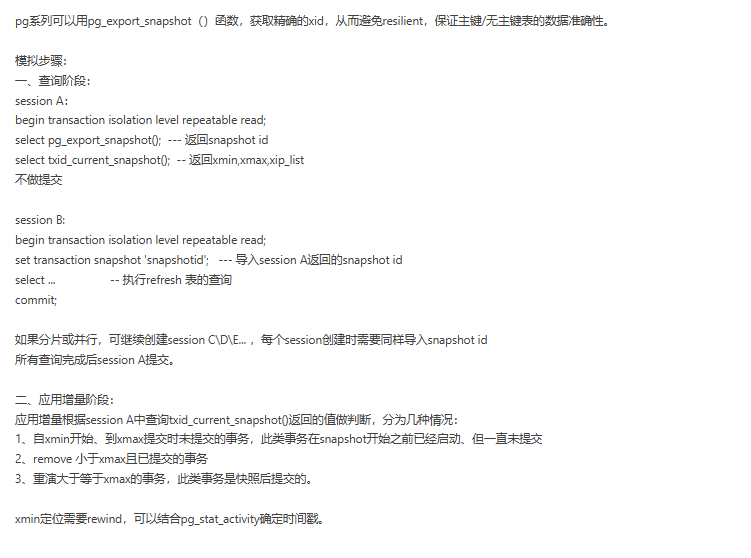 pg系列可以用pg_export_snapshot（）函数，获取精确的xid，从而避免resilient，保证主键/无主键表的数据准确性。
模拟步骤：
一、查询阶段：
session A：
begin transaction isolation level repeatable read;
select pg_export_snapshot();  --- 返回snapshot id
select txid_current_snapshot();  -- 返回xmin,xmax,xip_list
不做提交
session B:
begin transaction isolation level repeatable read;
set transaction snapshot 'snapshotid';   --- 导入session A返回的snapshot id
select ...                 -- 执行refresh 表的查询
commit;
如果分片或并行，可继续创建session C\D\E... ，每个session创建时需要同样导入snapshot id
所有查询完成后session A提交。
二、应用增量阶段：
应用增量根据session A中查询txid_current_snapshot()返回的值做判断，分为几种情况：
1、自xmin开始、到xmax提交时未提交的事务，此类事务在snapshot开始之前已经启动、但一直未提交
2、remove 小于xmax且已提交的事务
3、重演大于等于xmax的事务，此类事务是快照后提交的。
xmin定位需要rewind，可以结合pg_stat_activity确定时间戳。